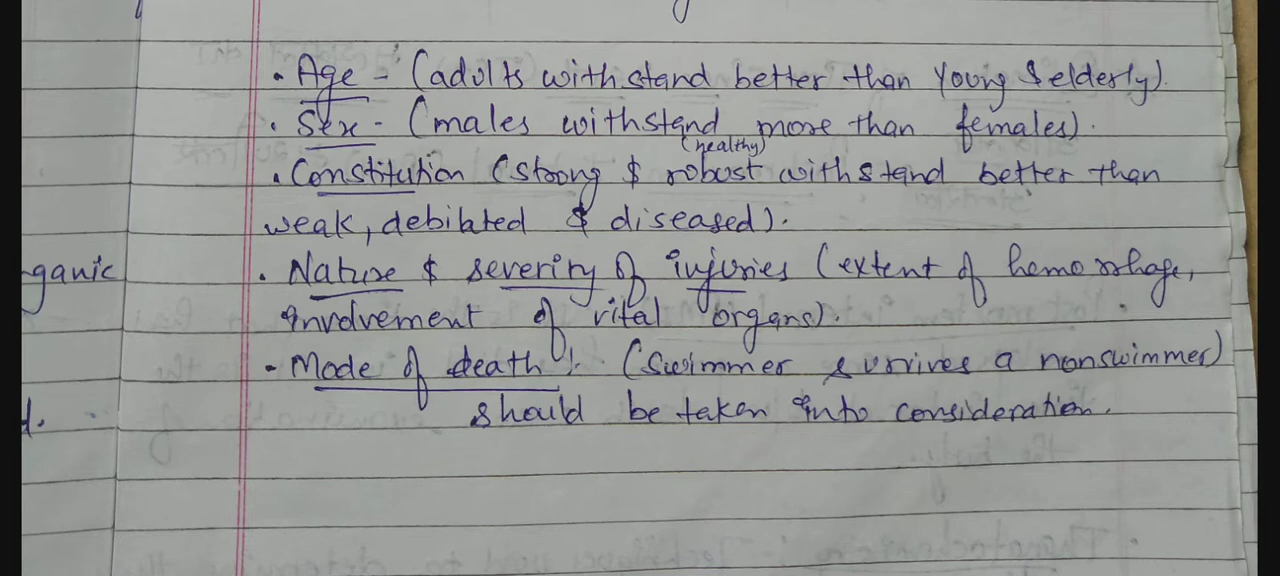 • Age - (adults withstand better than young & elderly).
• Sex - (males withstand more than females).
(healthy)
• Constitution (strong & robust withstand better than
weak, debilated & diseased).
ganic
• Nature & severity of injuries (extent of hemorrhage,
involvement of vital organs).
- Mode of death :- (Swimmer survives a nonswimmer)
d.
should be taken into consideration.